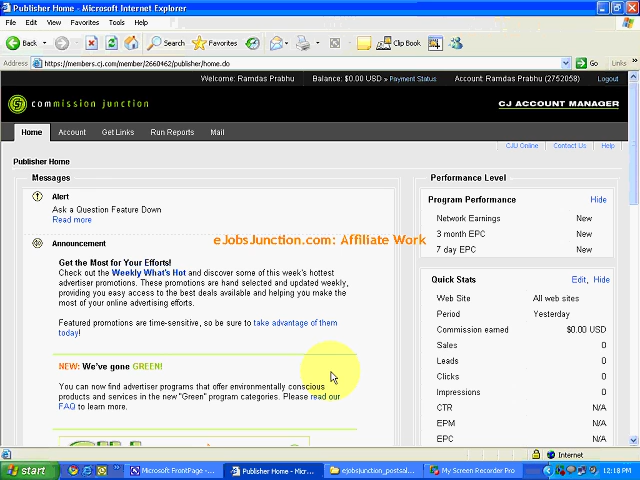 Publisher Home - Microsoft Internet Explorer
File Edit View Favorites Tools Help
Back Search Favorites Clip Book
Address https://members.cj.com/member/2660462/publisher/home.do Go Links
Welcome: Ramdas Prabhu Balance: $0.00 USD » Payment Status Account: Ramdas Prabhu (2752058) Logout
commission junction CJ ACCOUNT MANAGER
Home Account Get Links Run Reports Mail
CJU Online Contact Us Help
Publisher Home
Messages
Alert
Ask a Question Feature Down
Read more
Announcement
Get the Most for Your Efforts!
Check out the Weekly What's Hot and discover some of this week's hottest
advertiser promotions. These promotions are hand selected and updated weekly,
providing you easy access to the best deals available and helping you make the
most of your online advertising efforts.
Featured promotions are time-sensitive, so be sure to take advantage of them
today!
NEW: We've gone GREEN!
You can now find advertiser programs that offer environmentally conscious
products and services in the new "Green" program categories. Please read our
FAQ to learn more.
eJobsJunction.com: Affiliate Work
Performance Level
Program Performance Hide
Network Earnings New
3 month EPC New
7 day EPC New
Quick Stats Edit, Hide
Web Site All web sites
Period Yesterday
Commission earned $0.00 USD
Sales 0
Leads 0
Clicks 0
Impressions 0
CTR N/A
EPM N/A
EPC N/A
Internet
start Microsoft FrontPage -... Publisher Home - Micr... ejobsjunction_postsal... My Screen Recorder Pro 12:18 PM